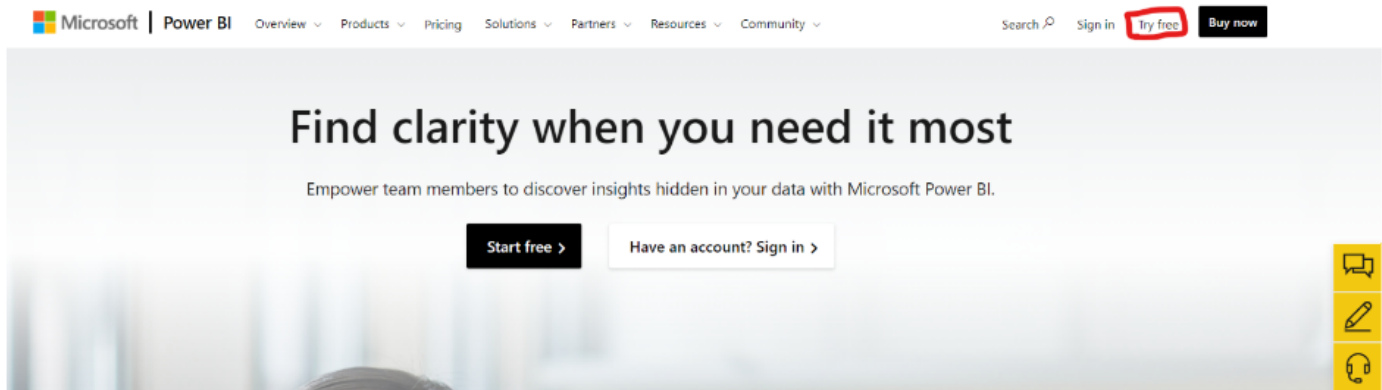 Microsoft | Power BI Overview Products Pricing Solutions Partners Resources Community Search Sign in Try free Buy now
Find clarity when you need it most
Empower team members to discover insights hidden in your data with Microsoft Power BI.
Start free > Have an account? Sign in >